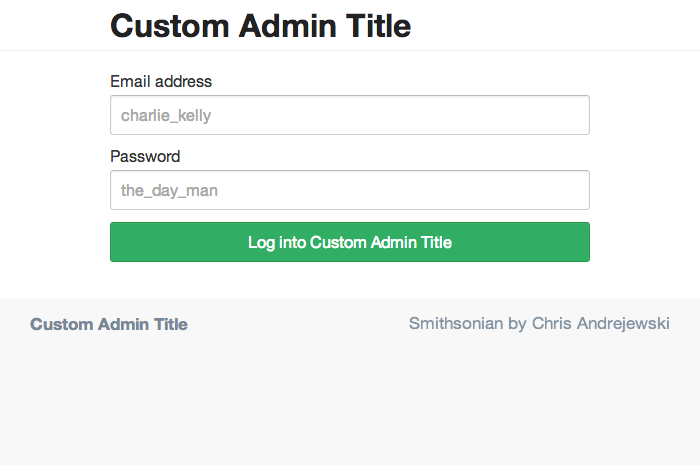 Custom Admin Title
Email address
charlie_kelly
Password
the_day_man
Log into Custom Admin Title
Custom Admin Title
Smithsonian by Chris Andrejewski